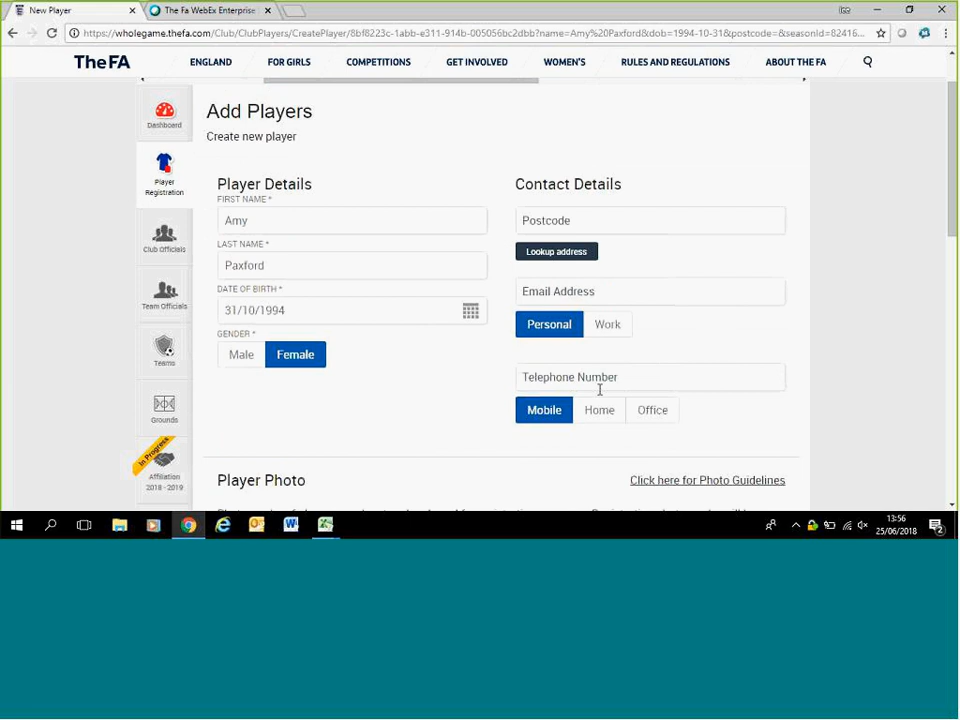 New Player
The Fa WebEx Enterprise
https://wholegame.thefa.com/Club/ClubPlayers/CreatePlayer/8bf8223c-1abb-e311-914b-005056bc2dbb?name=Amy%20Paxford&dob=1994-10-31&postcode=&seasonId=82416...
TheFA
ENGLAND
FOR GIRLS
COMPETITIONS
GET INVOLVED
WOMEN'S
RULES AND REGULATIONS
ABOUT THE FA
Dashboard
Player
Registration
Club Officials
Team Officials
Teams
Grounds
In Progress
Affiliation
2018 - 2019
Add Players
Create new player
Player Details
FIRST NAME *
Amy
LAST NAME *
Paxford
DATE OF BIRTH *
31/10/1994
GENDER *
Male
Female
Contact Details
Postcode
Lookup address
Email Address
Personal
Work
Telephone Number
Mobile
Home
Office
Player Photo
Click here for Photo Guidelines
13:56
25/06/2018
2